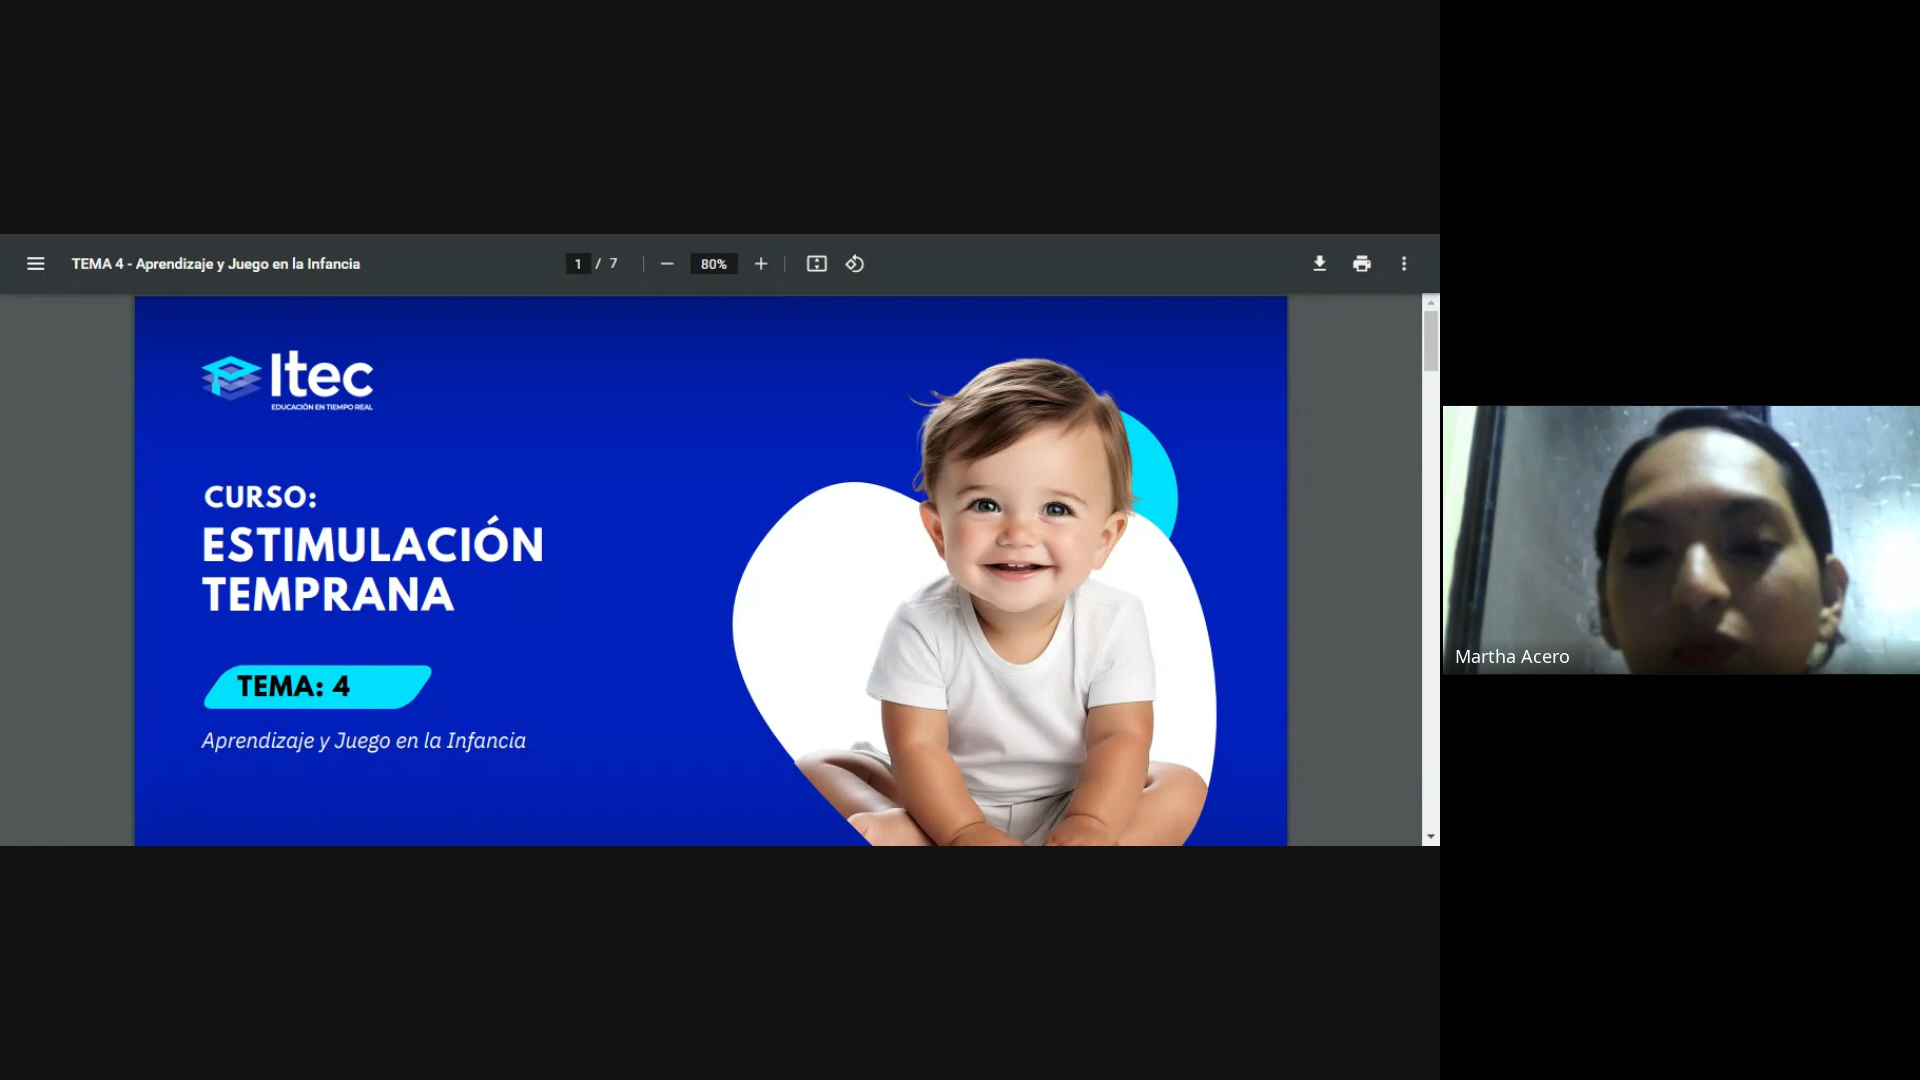 TEMA 4 - Aprendizaje y Juego en la Infancia
1 / 7
80%
Itec
EDUCACIÓN EN TIEMPO REAL
CURSO:
ESTIMULACIÓN
TEMPRANA
TEMA: 4
Aprendizaje y Juego en la Infancia
Martha Acero